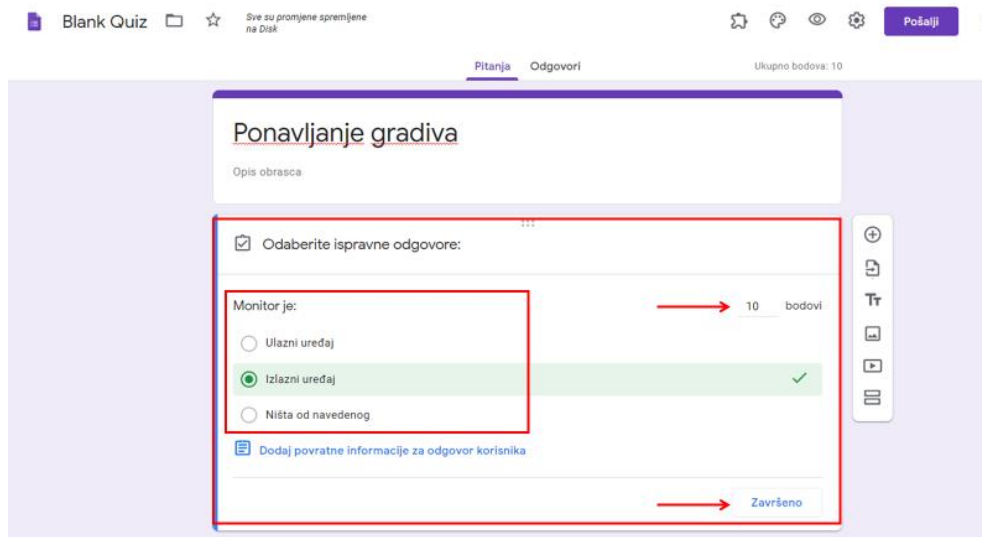 Blank Quiz
Sve su promjene spremljene
na Disk
Pošalji
Pitanja
Odgovori
Ukupno bodova: 10
Ponavljanje gradiva
Opis obrasca
Odaberite ispravne odgovore:
Monitor je:
10 bodovi
Ulazni uređaj
Izlazni uređaj
Ništa od navedenog
Dodaj povratne informacije za odgovor korisnika
Završeno
Tт